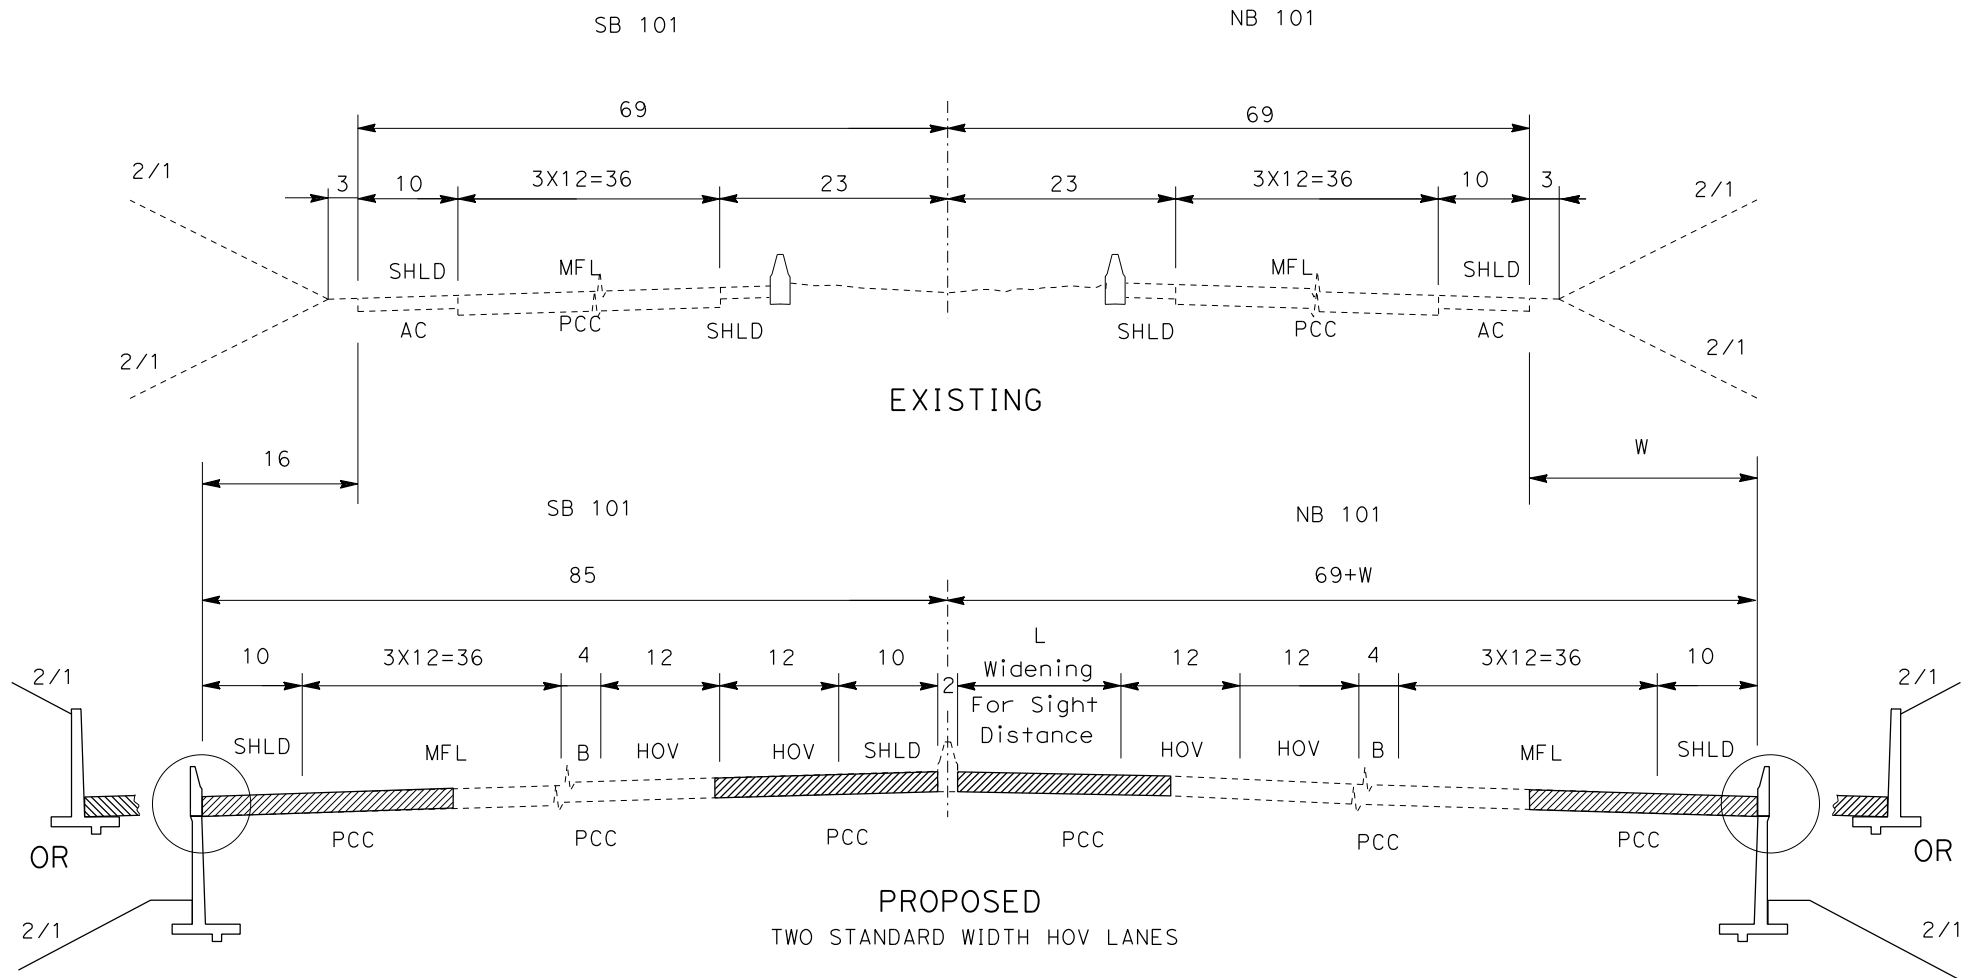 SB 101
NB 101
69
69
2/1
3
10
3X12=36
23
23
3X12=36
10
3
2/1
SHLD
MFL
MFL
SHLD
AC
PCC
SHLD
SHLD
PCC
AC
2/1
2/1
EXISTING
16
W
SB 101
NB 101
85
69+W
10
3X12=36
4
12
12
10
2
L
Widening
For Sight
Distance
12
12
4
3X12=36
10
2/1
2/1
SHLD
MFL
B
HOV
HOV
SHLD
HOV
HOV
B
MFL
SHLD
PCC
PCC
PCC
PCC
PCC
PCC
OR
OR
PROPOSED
TWO STANDARD WIDTH HOV LANES
2/1
2/1